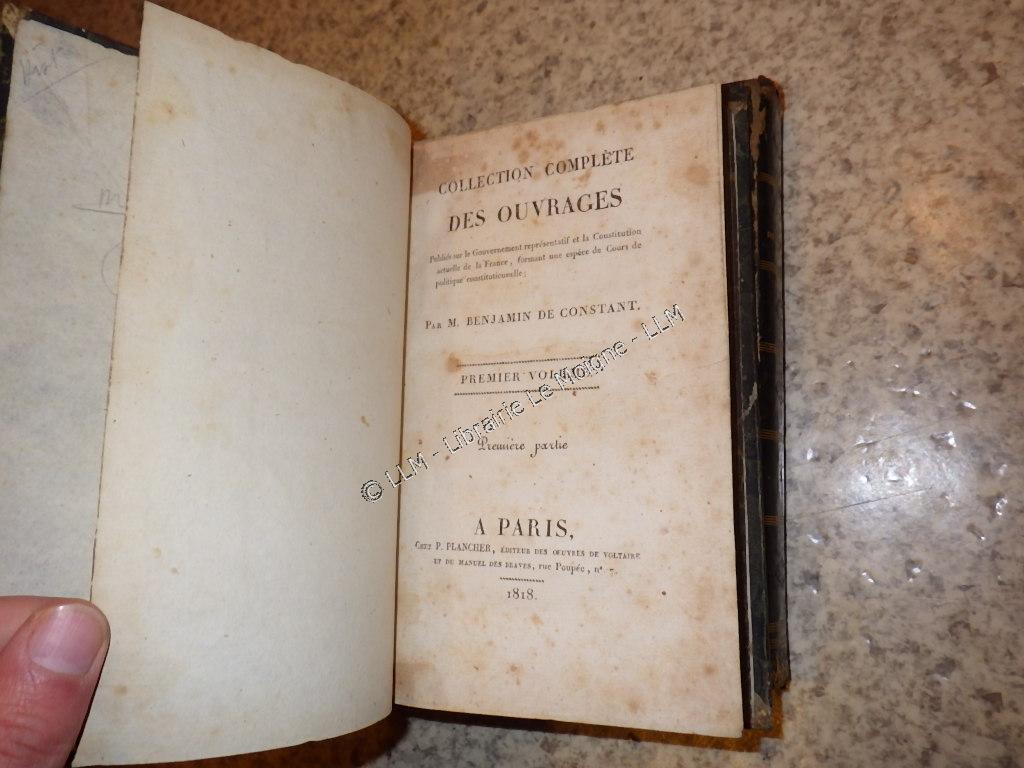 COLLECTION COMPLÈTE
DES OUVRAGES
Publiés sur le Gouvernement représentatif et la Constitution
actuelle de la France, formant une espèce de Cours de
politique constitutionnelle;
PAR M. BENJAMIN DE CONSTANT.
PREMIER
Première partie
A PARIS,
CHEZ P. PLANCHER, ÉDITEUR DES OEUVRES DE VOLTAIRE
ET DU MANUEL DES BRAVES, rue Poupée, n° 7.
1818.
© LLM - Librairie Le Moigne - LLM